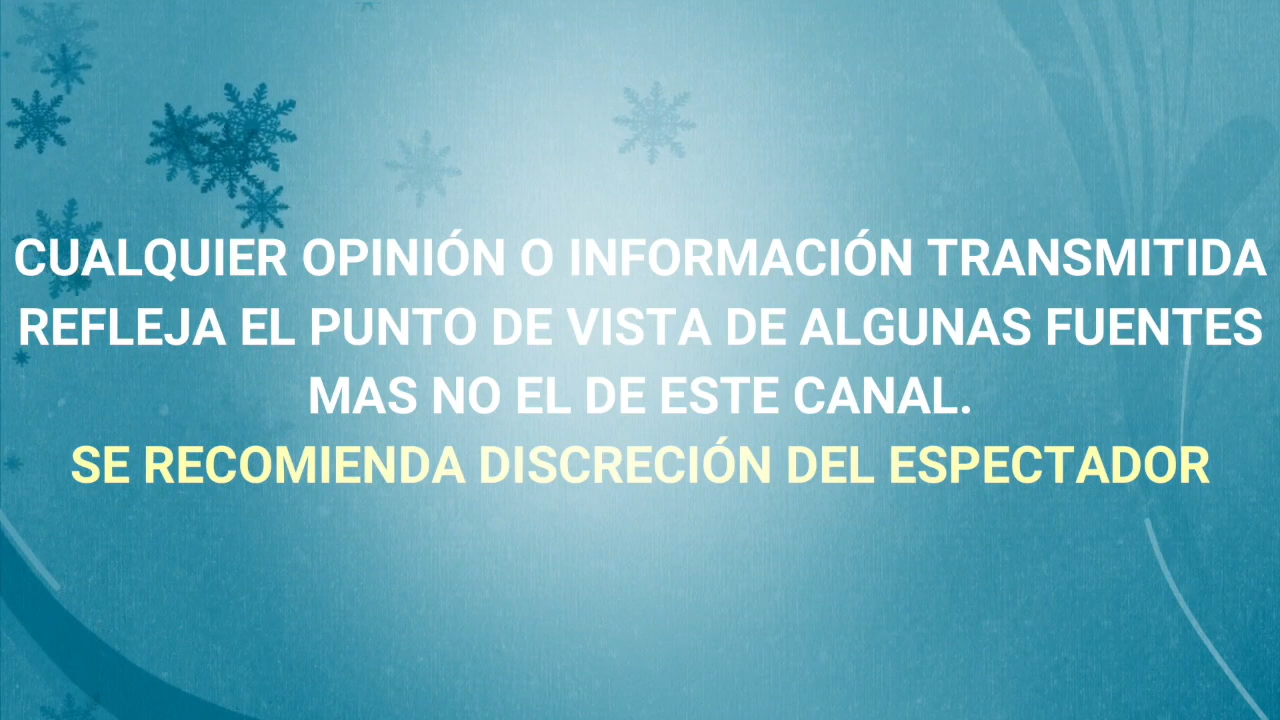 CUALQUIER OPINIÓN O INFORMACIÓN TRANSMITIDA
REFLEJA EL PUNTO DE VISTA DE ALGUNAS FUENTES
MAS NO EL DE ESTE CANAL.
SE RECOMIENDA DISCRECIÓN DEL ESPECTADOR